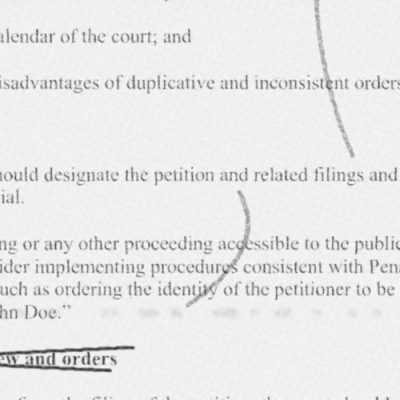 alendar of the court; and
isadvantages of duplicative and inconsistent orders
hould designate the petition and related filings and
ial.
ng or any other proceeding accessible to the public
ider implementing procedures consistent with Pen
uch as ordering the identity of the petitioner to be
hn Doe.”
ew and orders